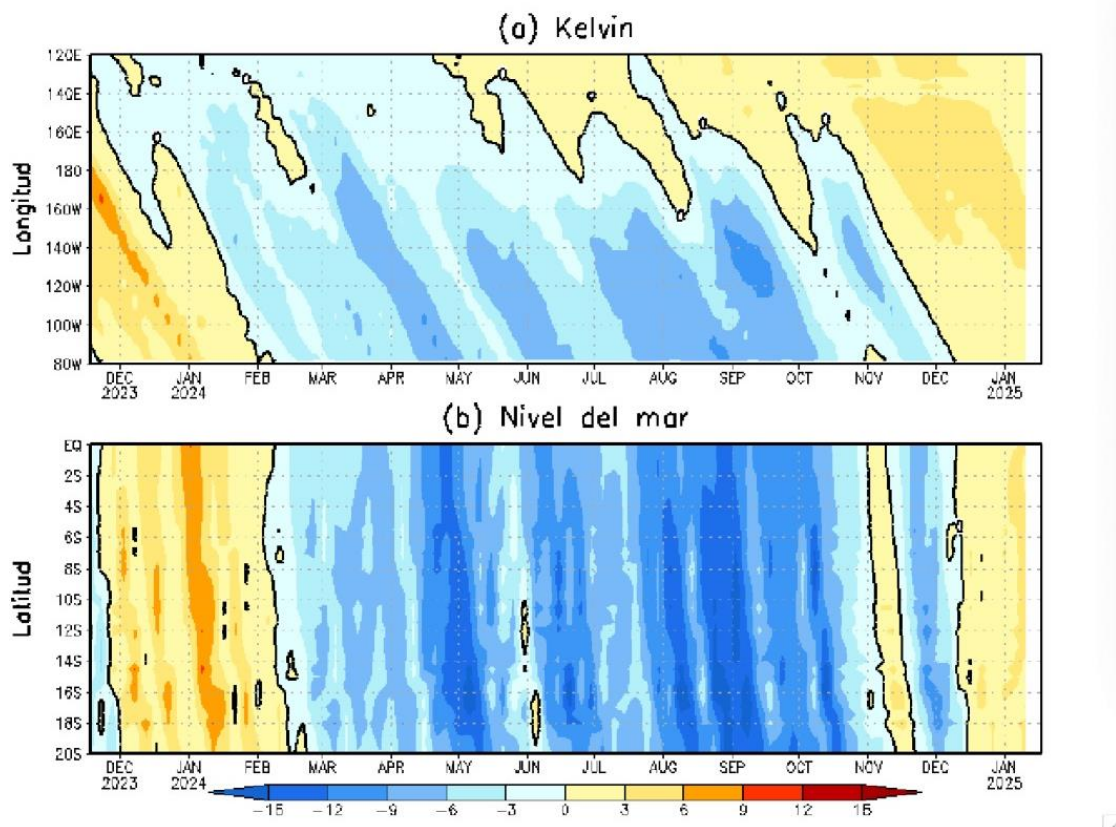 (a) Kelvin
Longitud
120E
140E
160E
180
160W
140W
120W
100W
80W
DEC JAN FEB MAR APR MAY JUN JUL AUG SEP OCT NOV DEC JAN
2023 2024 2025
(b) Nivel del mar
Latitud
EQ
2S
4S
6S
8S
10S
12S
14S
16S
18S
20S
DEC JAN FEB MAR APR MAY JUN JUL AUG SEP OCT NOV DEC JAN
2023 2024 2025
-15 -12 -9 -6 -3 0 3 6 9 12 15